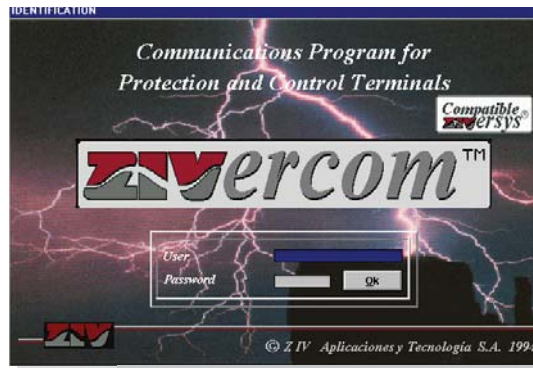 IDENTIFICATION
Communications Program for
Protection and Control Terminals
Compatible
ZIVersys®
ZIVercom™
User
Password
Ok
ZIV
© Z IV Aplicaciones y Tecnología S.A.